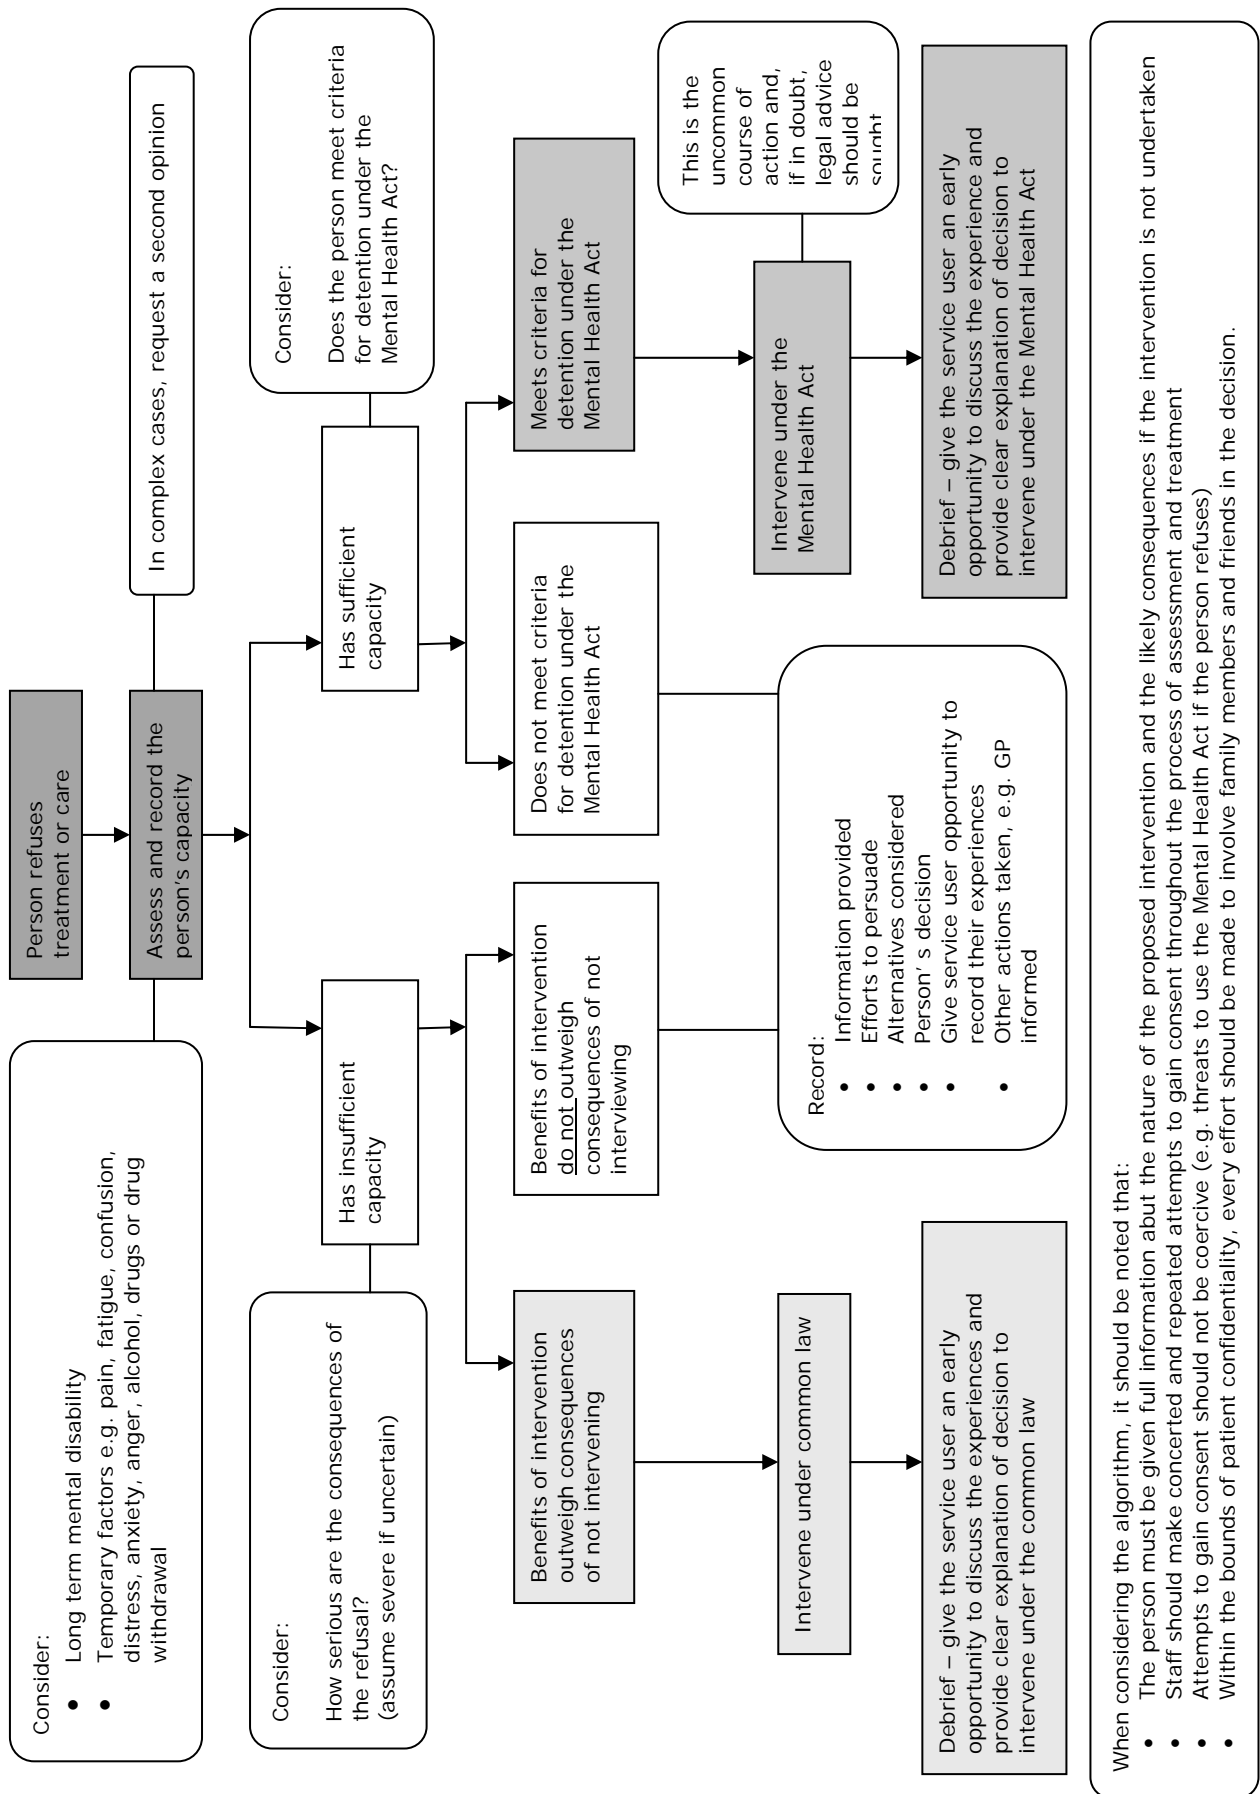 Person refuses
treatment or care
Consider:
• Long term mental disability
• Temporary factors e.g. pain, fatigue, confusion,
distress, anxiety, anger, alcohol, drugs or drug
withdrawal
Assess and record the
person's capacity
In complex cases, request a second opinion
Consider:
How serious are the consequences of
the refusal?
(assume severe if uncertain)
Has insufficient
capacity
Has sufficient
capacity
Consider:
Does the person meet criteria
for detention under the
Mental Health Act?
Benefits of intervention
outweigh consequences
of not intervening
Benefits of intervention
do not outweigh
consequences of not
interviewing
Does not meet criteria
for detention under the
Mental Health Act
Meets criteria for
detention under the
Mental Health Act
Intervene under common law
Record:
• Information provided
• Efforts to persuade
• Alternatives considered
• Person' s decision
• Give service user opportunity to
record their experiences
• Other actions taken, e.g. GP
informed
Intervene under the
Mental Health Act
This is the
uncommon
course of
action and,
if in doubt,
legal advice
should be
sought
Debrief – give the service user an early
opportunity to discuss the experiences and
provide clear explanation of decision to
intervene under the common law
Debrief – give the service user an early
opportunity to discuss the experience and
provide clear explanation of decision to
intervene under the Mental Health Act
When considering the algorithm, it should be noted that:
• The person must be given full information abut the nature of the proposed intervention and the likely consequences if the intervention is not undertaken
• Staff should make concerted and repeated attempts to gain consent throughout the process of assessment and treatment
• Attempts to gain consent should not be coercive (e.g. threats to use the Mental Health Act if the person refuses)
• Within the bounds of patient confidentiality, every effort should be made to involve family members and friends in the decision.